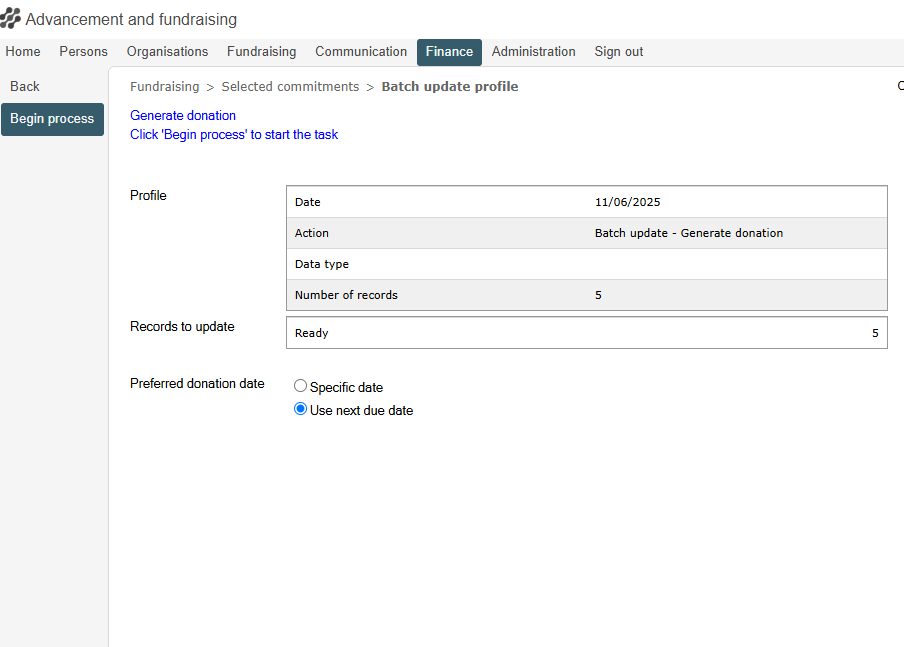 Advancement and fundraising
Home Persons Organisations Fundraising Communication Finance Administration Sign out
Back
Begin process
Fundraising > Selected commitments > Batch update profile
Generate donation
Click 'Begin process' to start the task
Profile
Date 11/06/2025
Action Batch update - Generate donation
Data type
Number of records 5
Records to update
Ready 5
Preferred donation date
Specific date
Use next due date